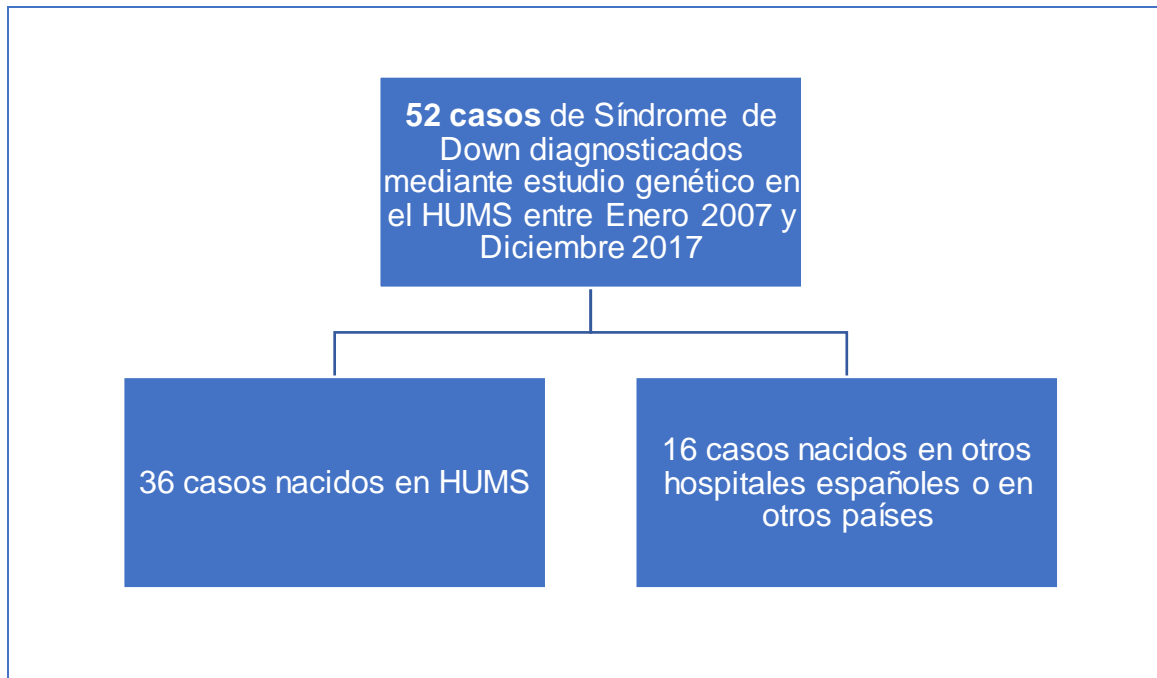 52 casos de Síndrome de
Down diagnosticados
mediante estudio genético en
el HUMS entre Enero 2007 y
Diciembre 2017
36 casos nacidos en HUMS
16 casos nacidos en otros
hospitales españoles o en
otros países